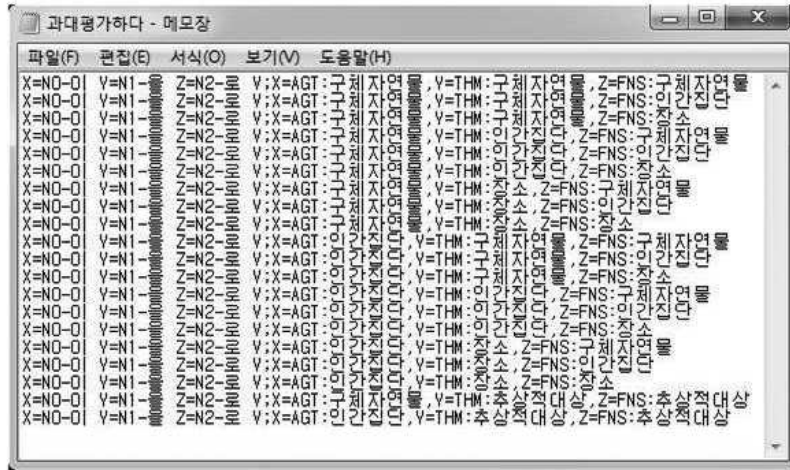 과대평가하다 - 메모장
파일(F) 편집(E) 서식(O) 보기(V) 도움말(H)
X=N0-이 Y=N1-을 Z=N2-로 V;X=AGT:구체자연물,Y=THM:구체자연물,Z=FNS:구체자연물
X=N0-이 Y=N1-을 Z=N2-로 V;X=AGT:구체자연물,Y=THM:구체자연물,Z=FNS:인간집단
X=N0-이 Y=N1-을 Z=N2-로 V;X=AGT:구체자연물,Y=THM:구체자연물,Z=FNS:장소
X=N0-이 Y=N1-을 Z=N2-로 V;X=AGT:구체자연물,Y=THM:인간집단,Z=FNS:구체자연물
X=N0-이 Y=N1-을 Z=N2-로 V;X=AGT:구체자연물,Y=THM:인간집단,Z=FNS:인간집단
X=N0-이 Y=N1-을 Z=N2-로 V;X=AGT:구체자연물,Y=THM:인간집단,Z=FNS:장소
X=N0-이 Y=N1-을 Z=N2-로 V;X=AGT:구체자연물,Y=THM:장소,Z=FNS:구체자연물
X=N0-이 Y=N1-을 Z=N2-로 V;X=AGT:구체자연물,Y=THM:장소,Z=FNS:인간집단
X=N0-이 Y=N1-을 Z=N2-로 V;X=AGT:구체자연물,Y=THM:장소,Z=FNS:장소
X=N0-이 Y=N1-을 Z=N2-로 V;X=AGT:인간집단,Y=THM:구체자연물,Z=FNS:구체자연물
X=N0-이 Y=N1-을 Z=N2-로 V;X=AGT:인간집단,Y=THM:구체자연물,Z=FNS:인간집단
X=N0-이 Y=N1-을 Z=N2-로 V;X=AGT:인간집단,Y=THM:구체자연물,Z=FNS:장소
X=N0-이 Y=N1-을 Z=N2-로 V;X=AGT:인간집단,Y=THM:인간집단,Z=FNS:구체자연물
X=N0-이 Y=N1-을 Z=N2-로 V;X=AGT:인간집단,Y=THM:인간집단,Z=FNS:인간집단
X=N0-이 Y=N1-을 Z=N2-로 V;X=AGT:인간집단,Y=THM:인간집단,Z=FNS:장소
X=N0-이 Y=N1-을 Z=N2-로 V;X=AGT:인간집단,Y=THM:장소,Z=FNS:구체자연물
X=N0-이 Y=N1-을 Z=N2-로 V;X=AGT:인간집단,Y=THM:장소,Z=FNS:인간집단
X=N0-이 Y=N1-을 Z=N2-로 V;X=AGT:인간집단,Y=THM:장소,Z=FNS:장소
X=N0-이 Y=N1-을 Z=N2-로 V;X=AGT:구체자연물,Y=THM:추상적대상,Z=FNS:추상적대상
X=N0-이 Y=N1-을 Z=N2-로 V;X=AGT:인간집단,Y=THM:추상적대상,Z=FNS:추상적대상